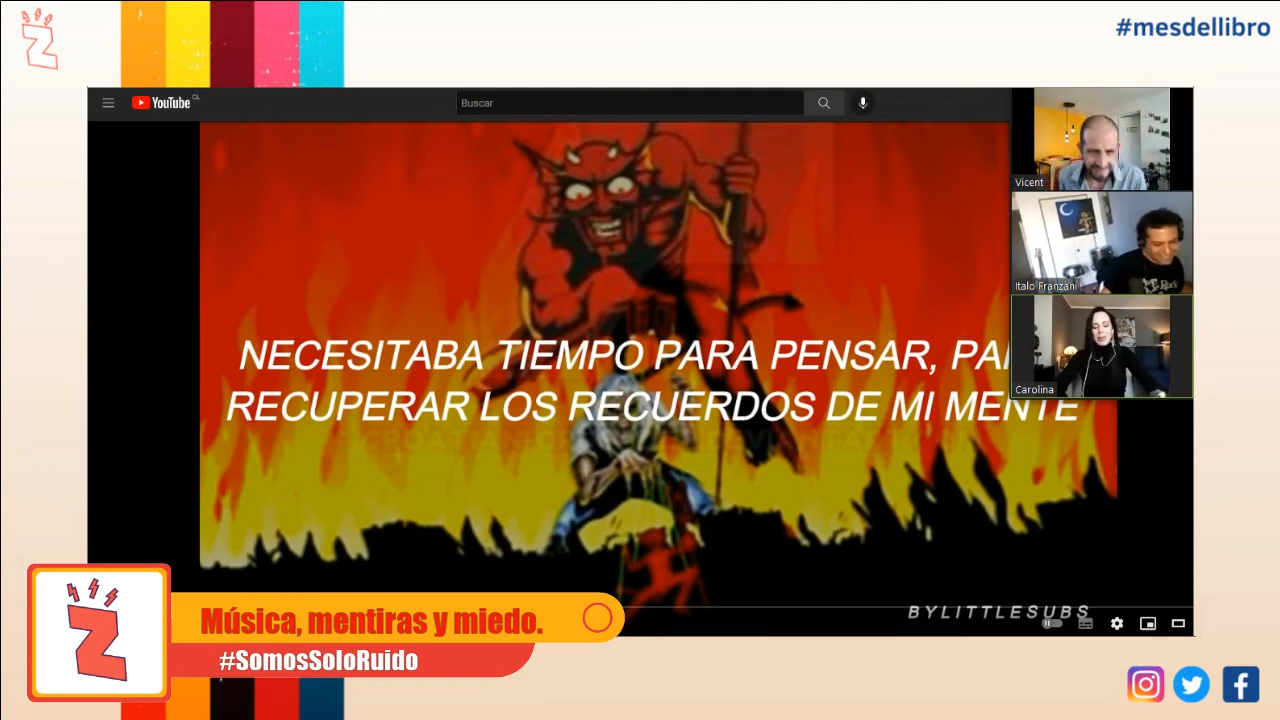 #mesdellibro
YouTube CL
Buscar
Vicent
Italo Franzani
Carolina
NECESITABA TIEMPO PARA PENSAR,
RECUPERAR LOS RECUERDOS DE MI MENTE
BYLITTLESUBS
Z
Música, mentiras y miedo.
#SomosSoloRuido